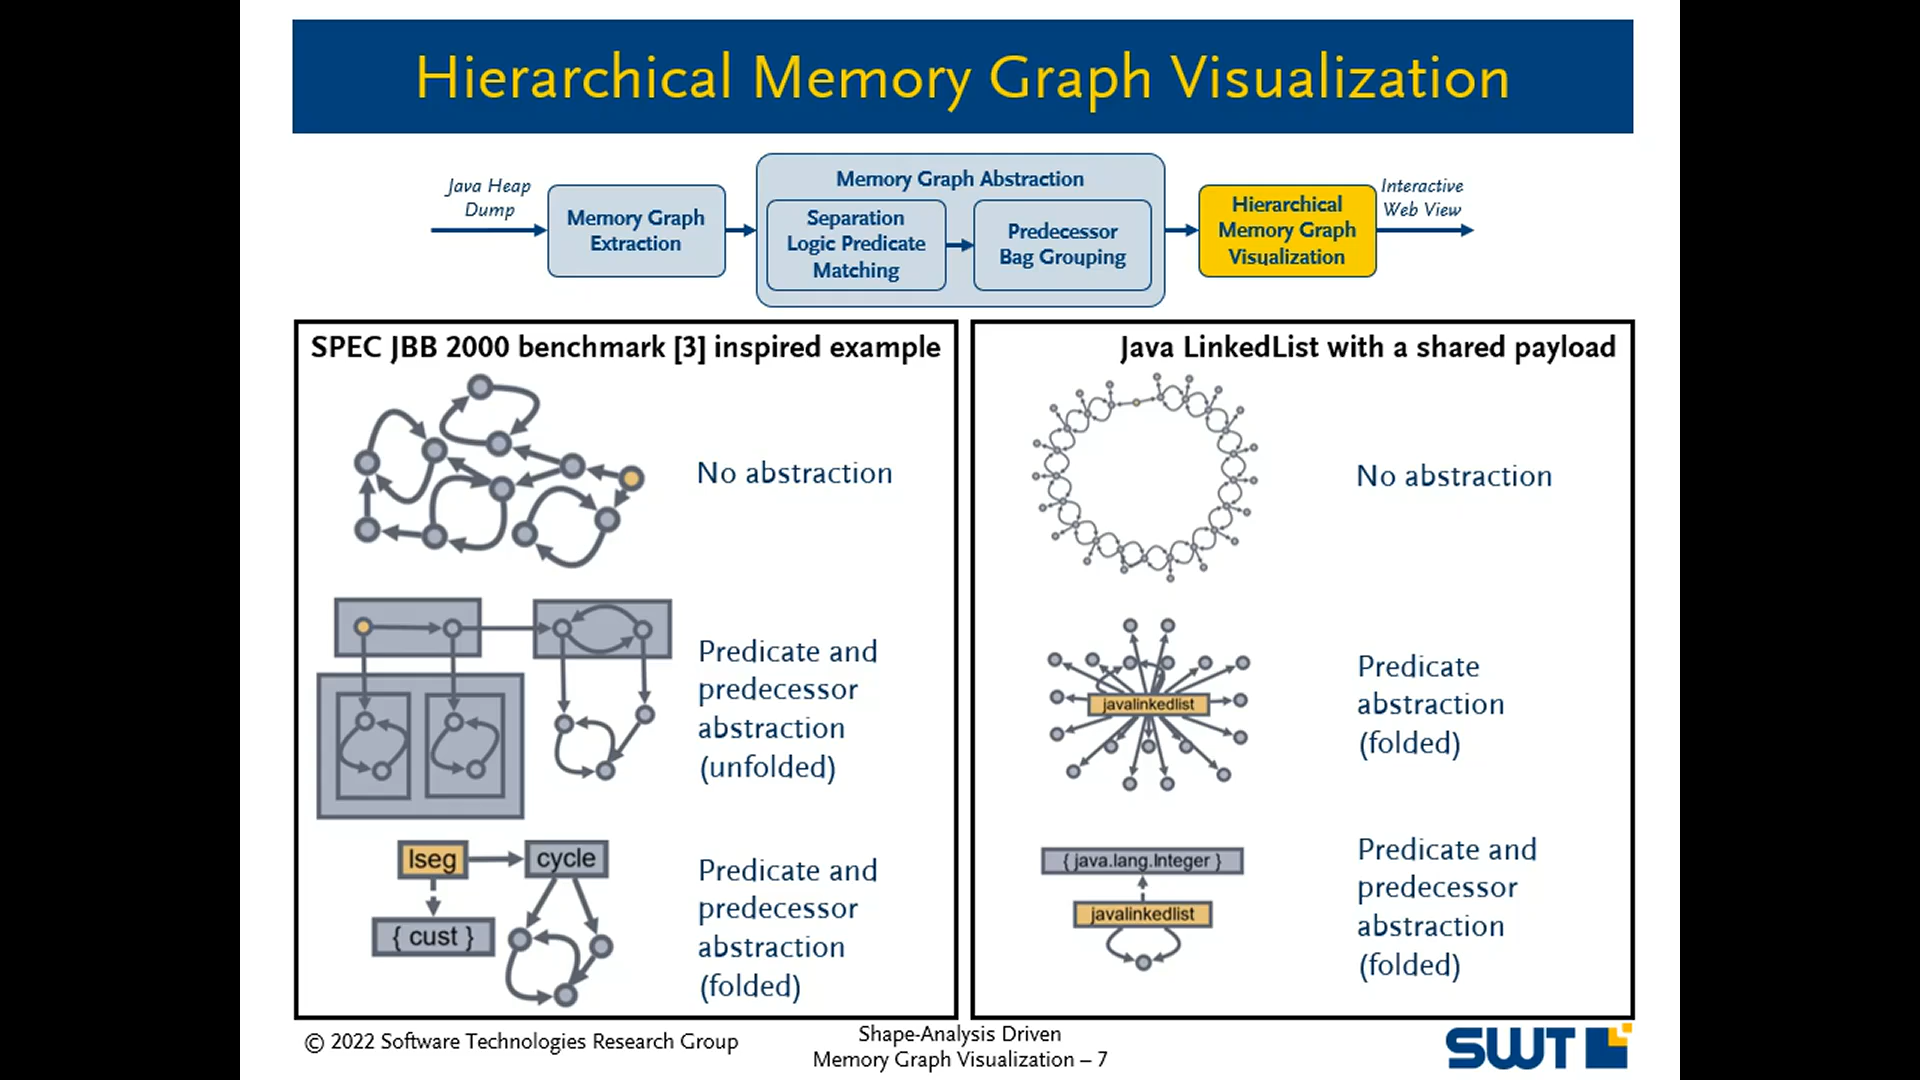 Hierarchical Memory Graph Visualization
Java Heap
Dump
Memory Graph
Extraction
Memory Graph Abstraction
Separation
Logic Predicate
Matching
Predecessor
Bag Grouping
Hierarchical
Memory Graph
Visualization
Interactive
Web View
SPEC JBB 2000 benchmark [3] inspired example
No abstraction
Predicate and
predecessor
abstraction
(unfolded)
lseg
cycle
{ cust }
Predicate and
predecessor
abstraction
(folded)
Java LinkedList with a shared payload
No abstraction
javalinkedlist
Predicate
abstraction
(folded)
{ java.lang.Integer }
javalinkedlist
Predicate and
predecessor
abstraction
(folded)
© 2022 Software Technologies Research Group
Shape-Analysis Driven
Memory Graph Visualization – 7
SWT